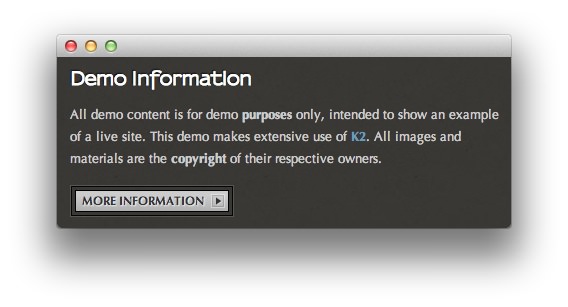 Demo Information
All demo content is for demo purposes only, intended to show an example
of a live site. This demo makes extensive use of K2. All images and
materials are the copyright of their respective owners.
MORE INFORMATION